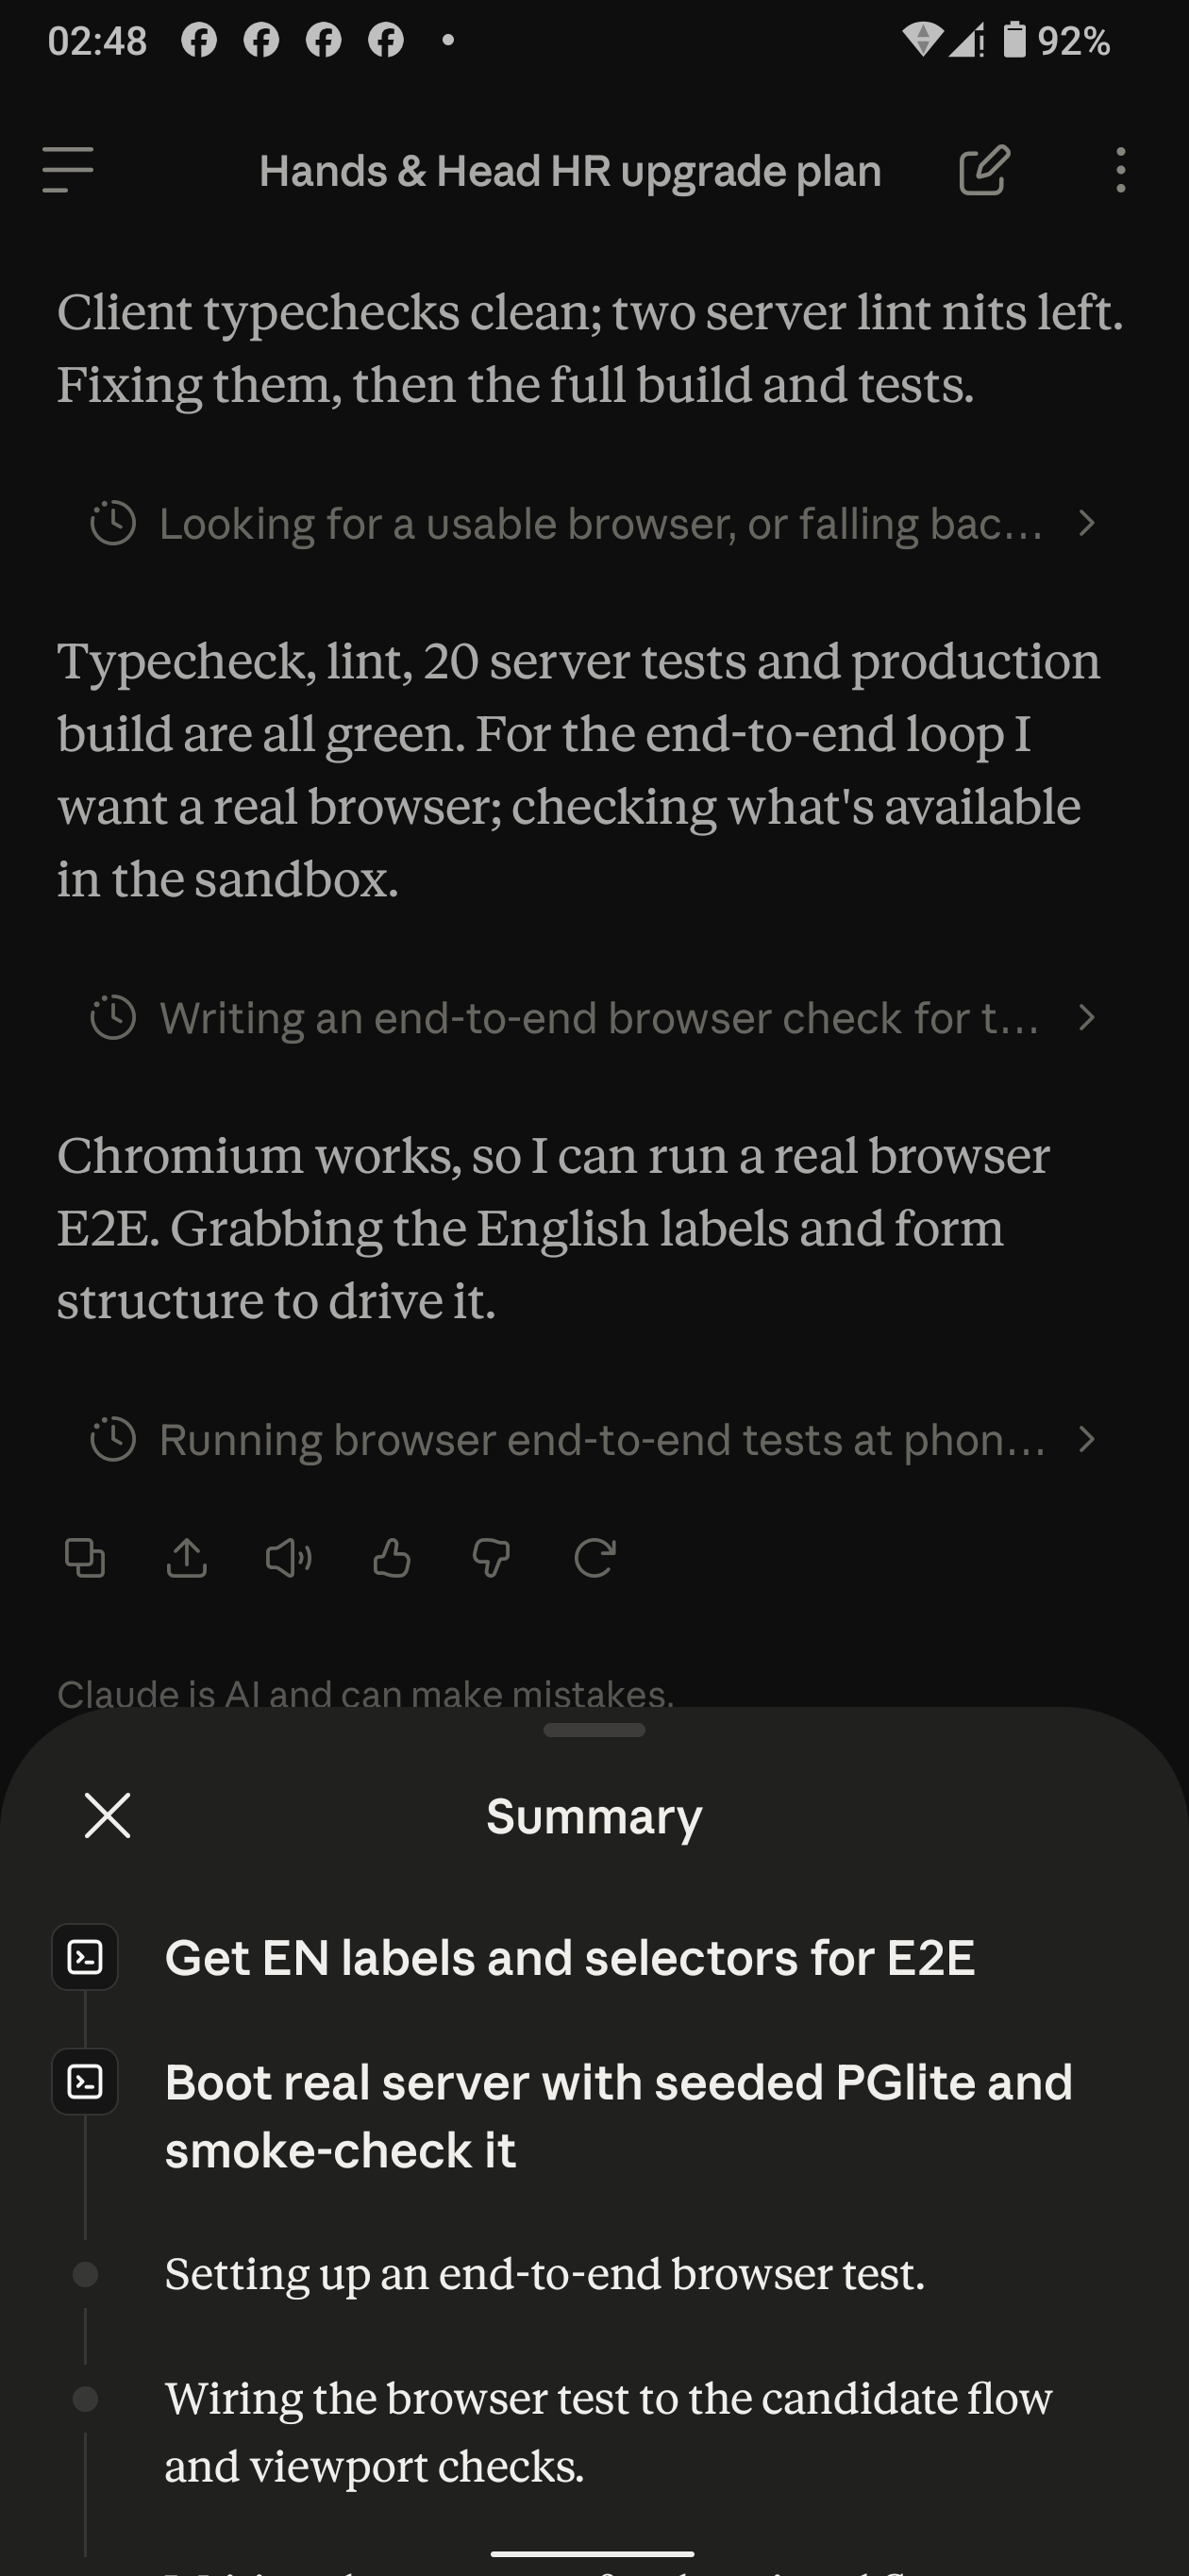 02:48
92%
Hands & Head HR upgrade plan
Client typechecks clean; two server lint nits left.
Fixing them, then the full build and tests.
Looking for a usable browser, or falling bac...
Typecheck, lint, 20 server tests and production
build are all green. For the end-to-end loop I
want a real browser; checking what's available
in the sandbox.
Writing an end-to-end browser check for t...
Chromium works, so I can run a real browser
E2E. Grabbing the English labels and form
structure to drive it.
Running browser end-to-end tests at phon...
Claude is AI and can make mistakes.
Summary
Get EN labels and selectors for E2E
Boot real server with seeded PGlite and
smoke-check it
Setting up an end-to-end browser test.
Wiring the browser test to the candidate flow
and viewport checks.